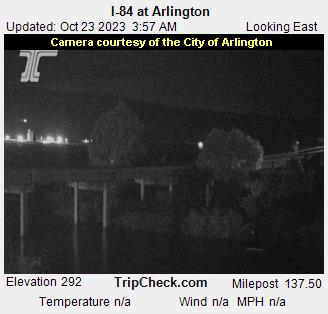 I-84 at Arlington
Updated: Oct 23 2023 3:57 AM Looking East
Camera courtesy of the City of Arlington
Elevation 292 TripCheck.com Milepost 137.50
Temperature n/a Wind n/a MPH n/a